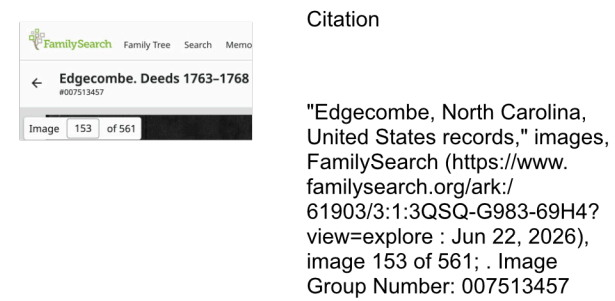 FamilySearch Family Tree Search Memo
← Edgecombe. Deeds 1763–1768
#007513457
Image 153 of 561
Citation
"Edgecombe, North Carolina,
United States records," images,
FamilySearch (https://www.
familysearch.org/ark:/
61903/3:1:3QSQ-G983-69H4?
view=explore : Jun 22, 2026),
image 153 of 561; . Image
Group Number: 007513457